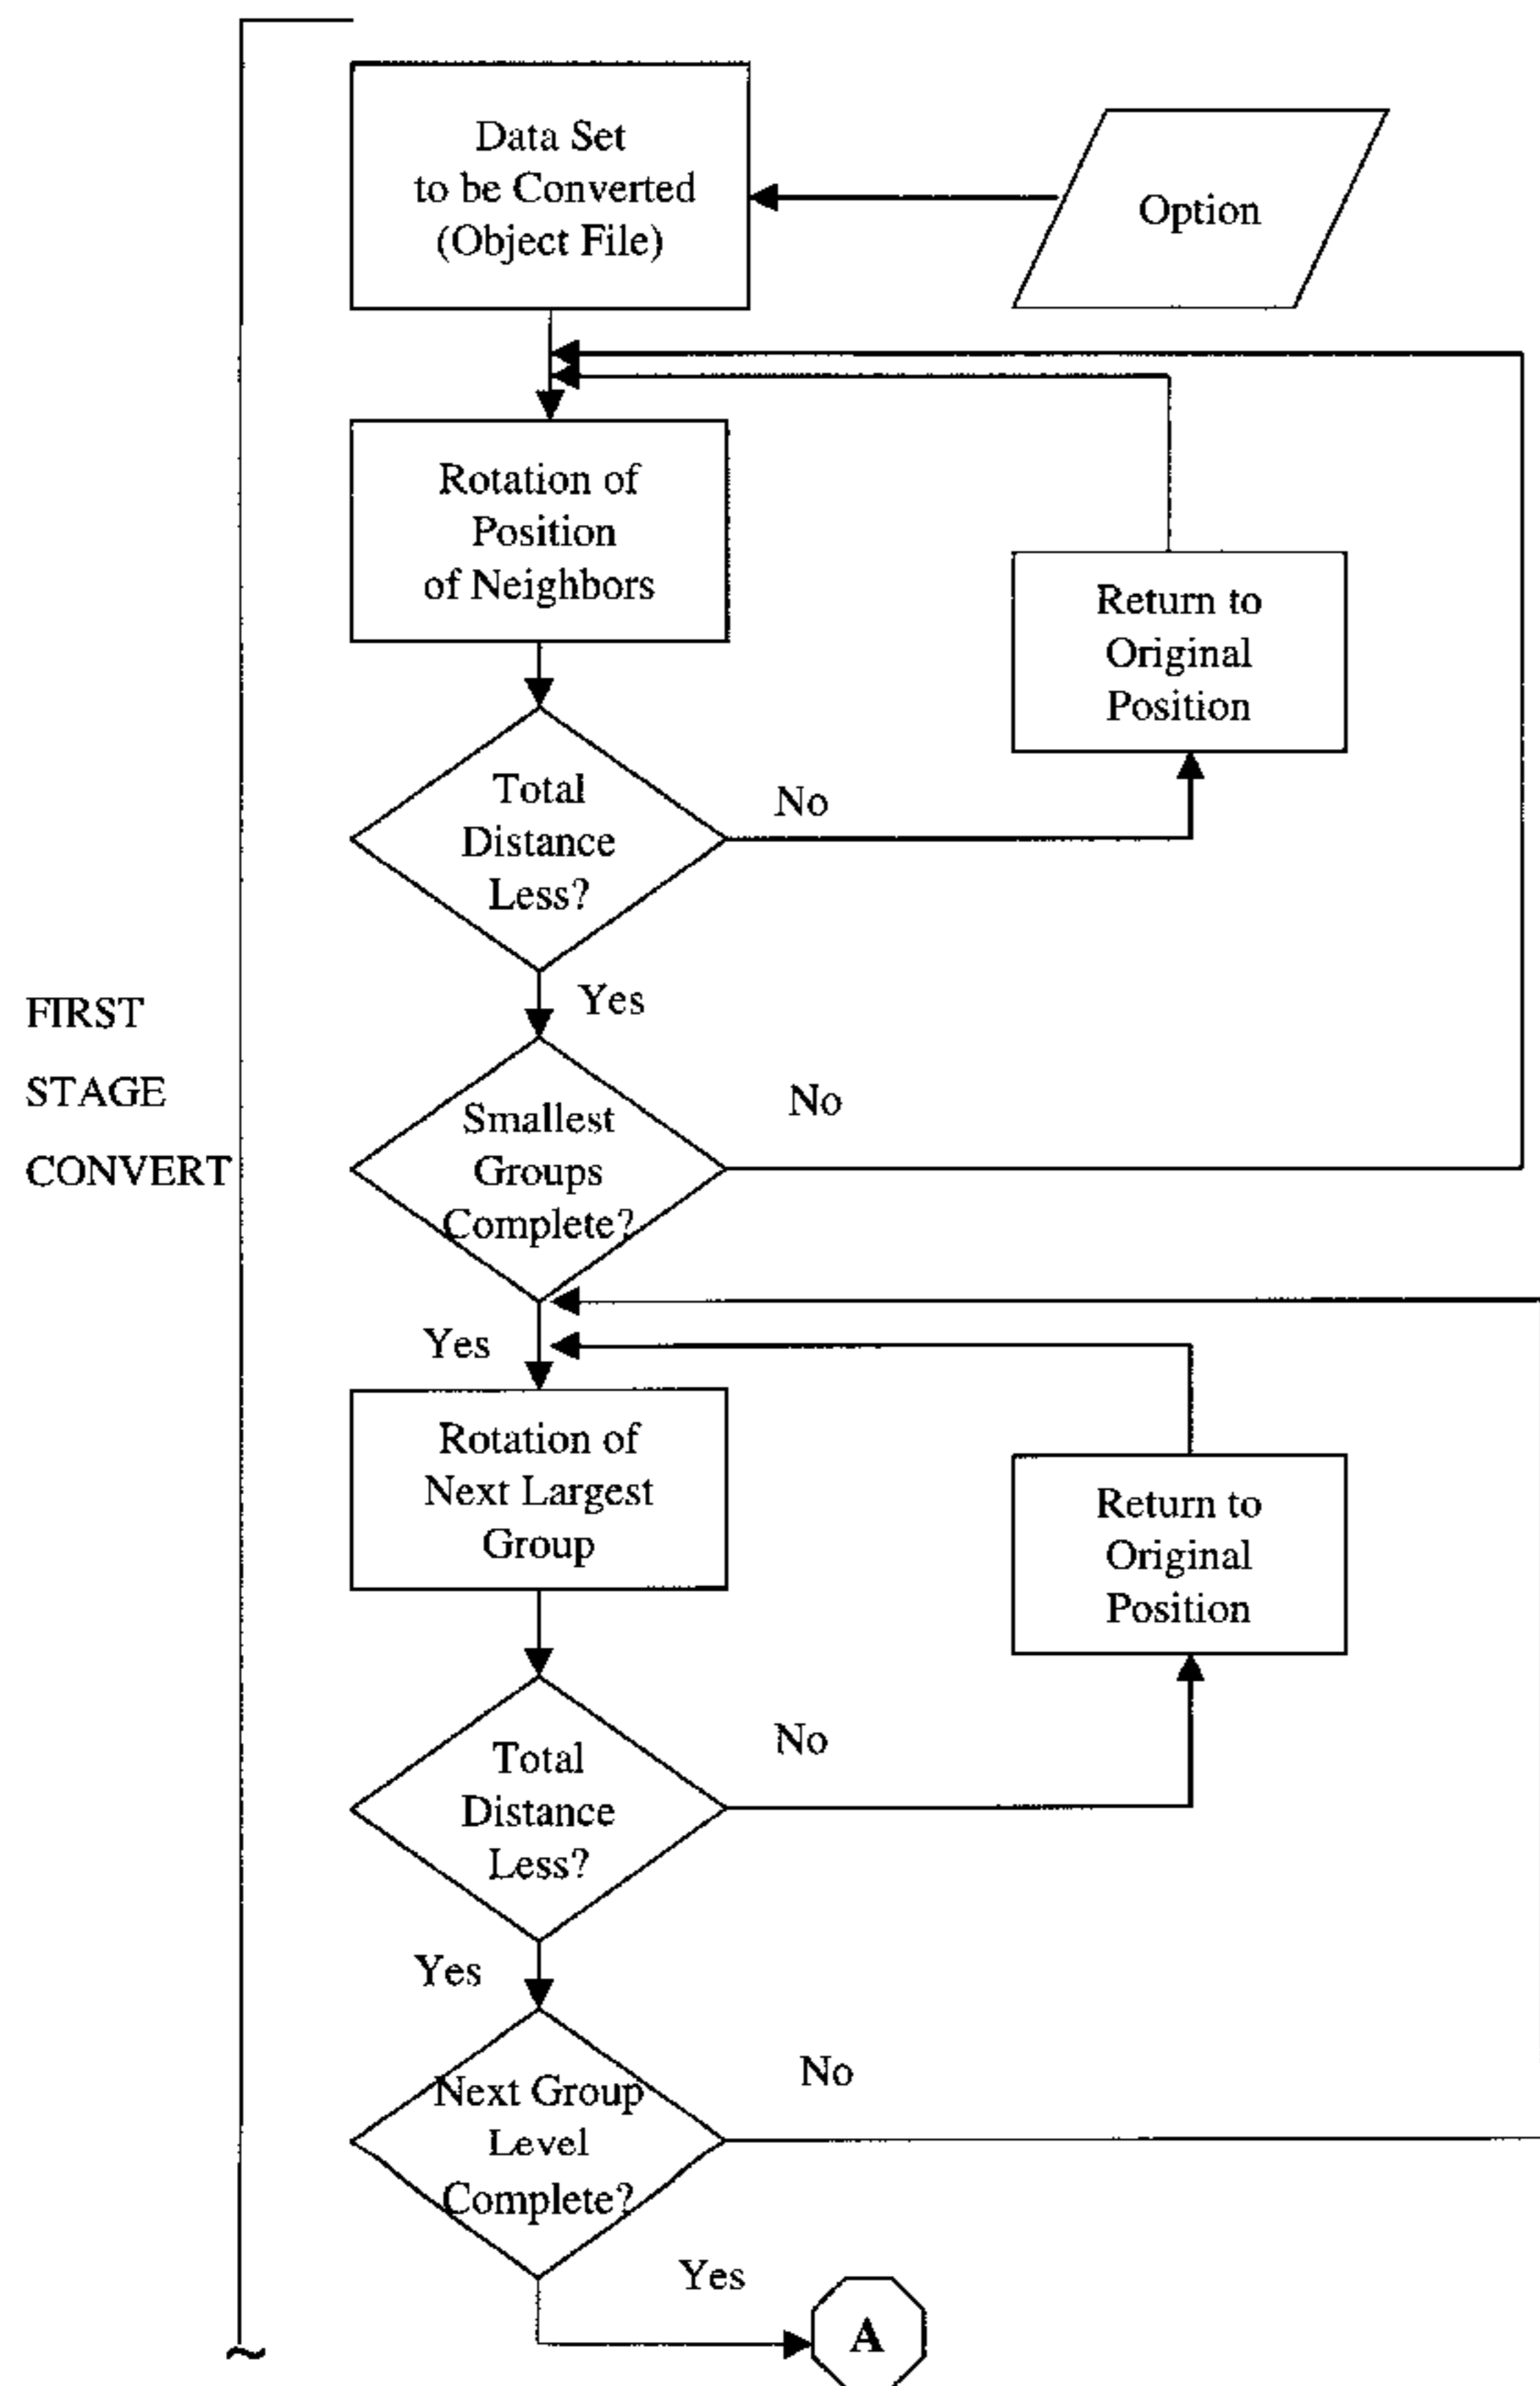 Data Set
to be Converted
(Object File)
Option
Rotation of
Position
of Neighbors
Return to
Original
Position
Total
Distance
Less?
No
Yes
FIRST
STAGE
CONVERT
Smallest
Groups
Complete?
No
Yes
Rotation of
Next Largest
Group
Return to
Original
Position
Total
Distance
Less?
No
Yes
Next Group
Level
Complete?
No
Yes
A
~